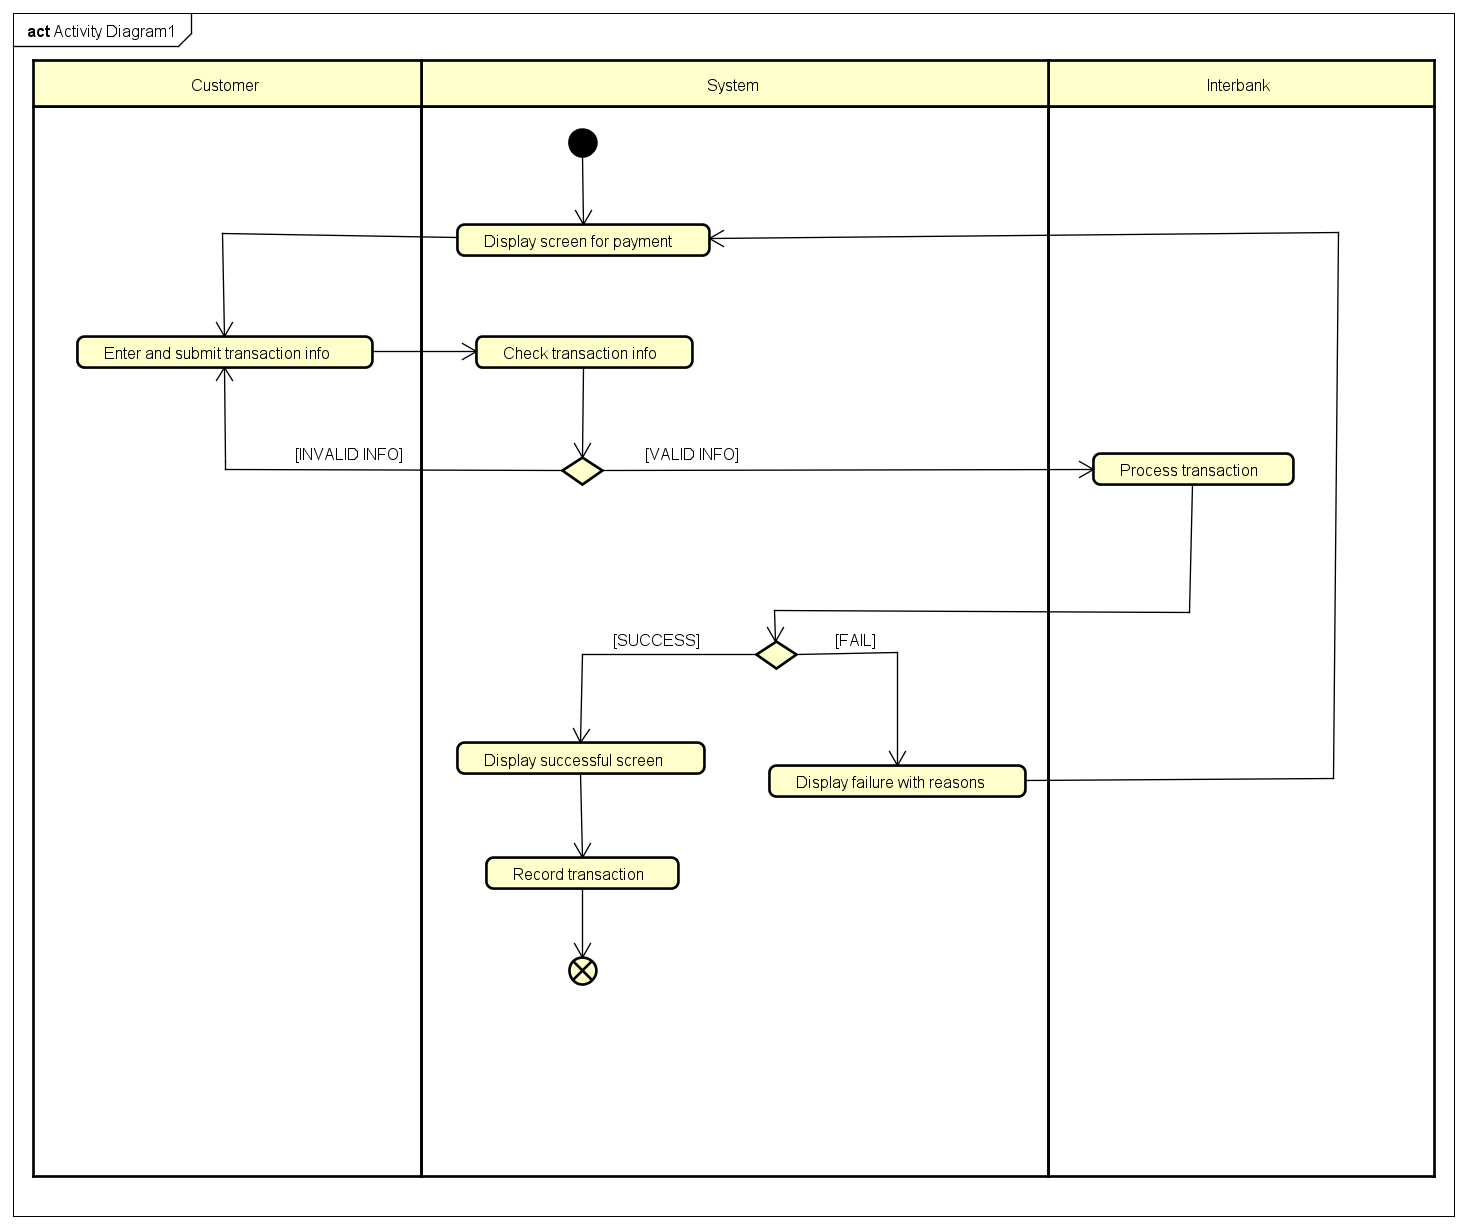 act Activity Diagram1
Customer
System
Interbank
Display screen for payment
Enter and submit transaction info
Check transaction info
[INVALID INFO]
[VALID INFO]
Process transaction
[SUCCESS]
[FAIL]
Display successful screen
Display failure with reasons
Record transaction